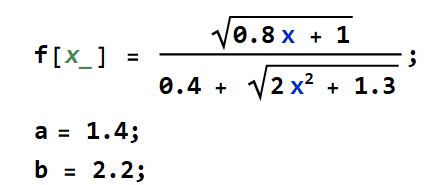 f[x_] = √(0.8 x + 1) / (0.4 + √(2 x² + 1.3));
a = 1.4;
b = 2.2;